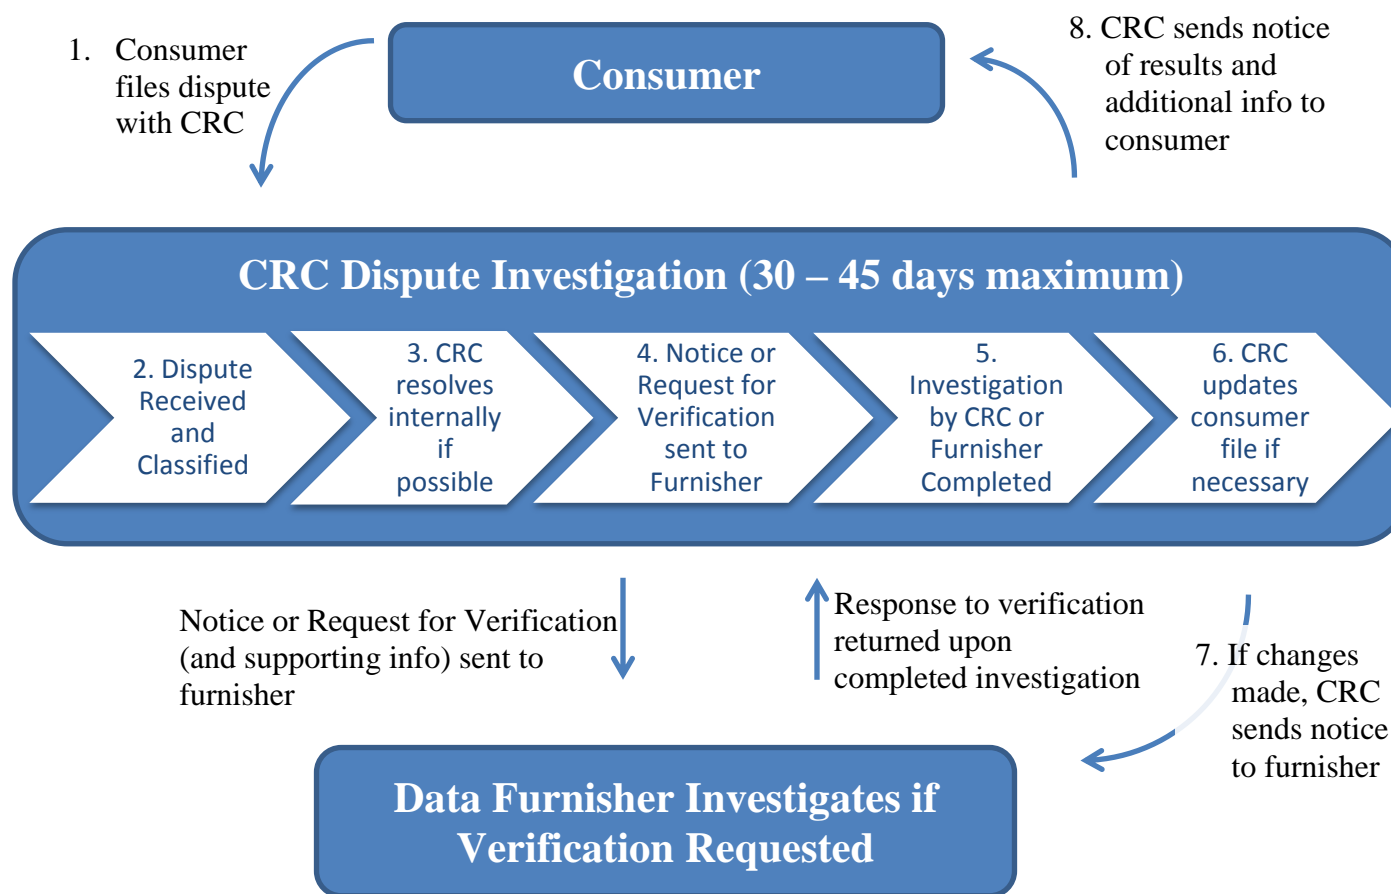 1. Consumer
files dispute
with CRC
Consumer
8. CRC sends notice
of results and
additional info to
consumer
CRC Dispute Investigation (30 – 45 days maximum)
2. Dispute
Received
and
Classified
3. CRC
resolves
internally
if
possible
4. Notice or
Request for
Verification
sent to
Furnisher
5.
Investigation
by CRC or
Furnisher
Completed
6. CRC
updates
consumer
file if
necessary
Notice or Request for Verification
(and supporting info) sent to
furnisher
Response to verification
returned upon
completed investigation
7. If changes
made, CRC
sends notice
to furnisher
Data Furnisher Investigates if
Verification Requested